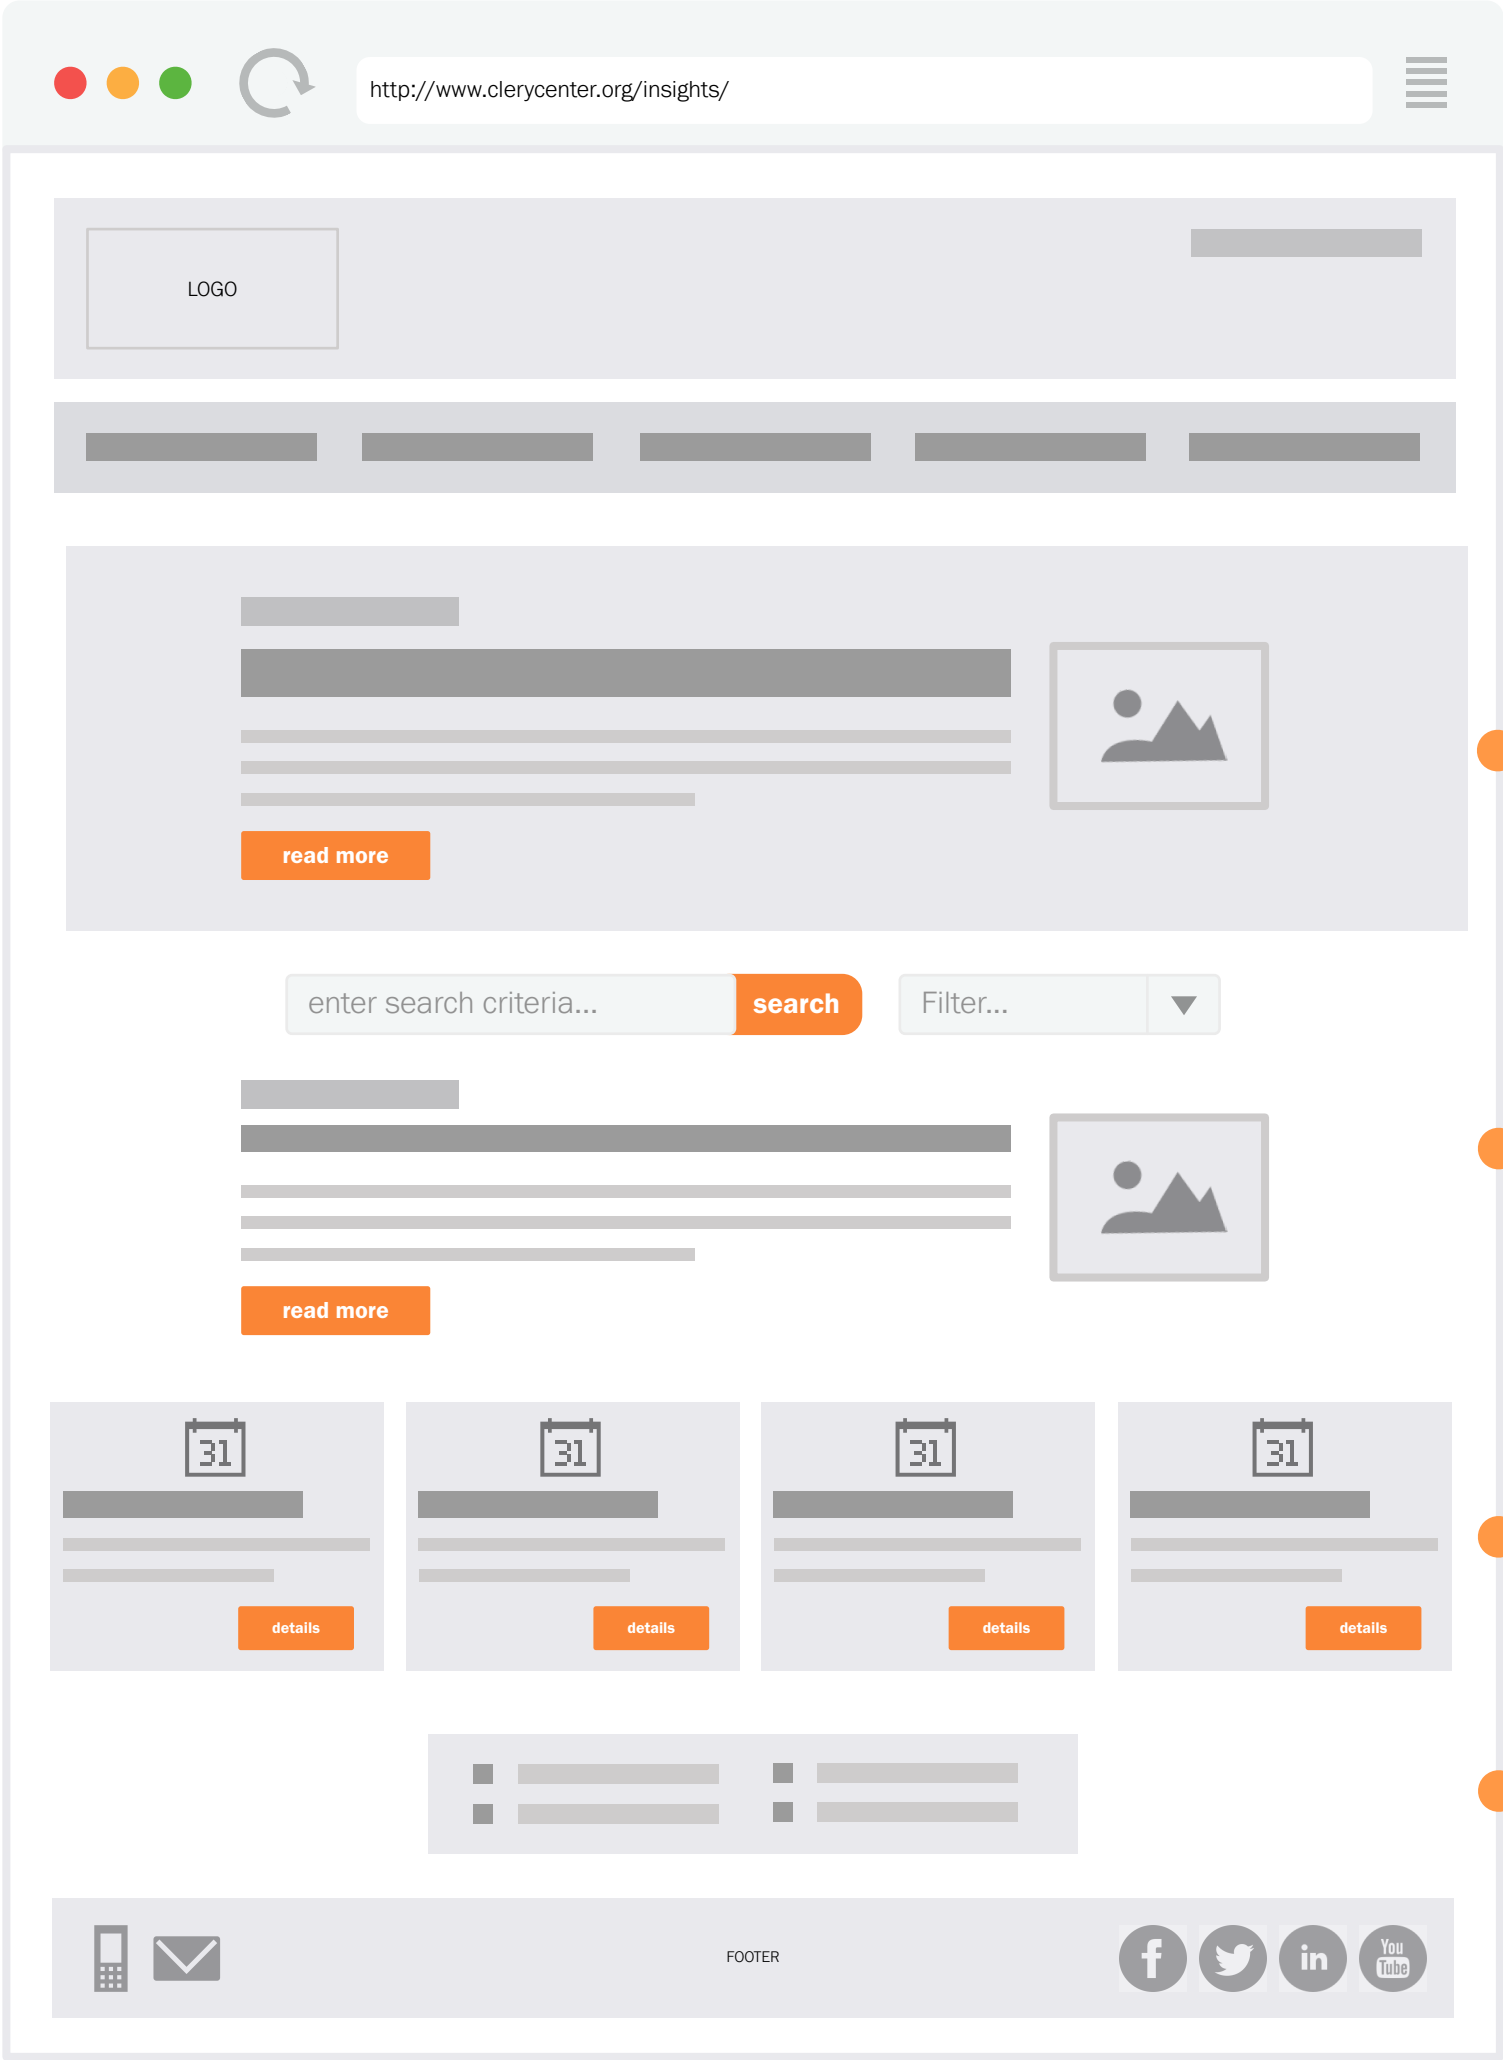 http://www.clerycenter.org/insights/
LOGO
read more
enter search criteria... search Filter...
read more
31 31 31 31
details details details details
FOOTER
f in You
Tube